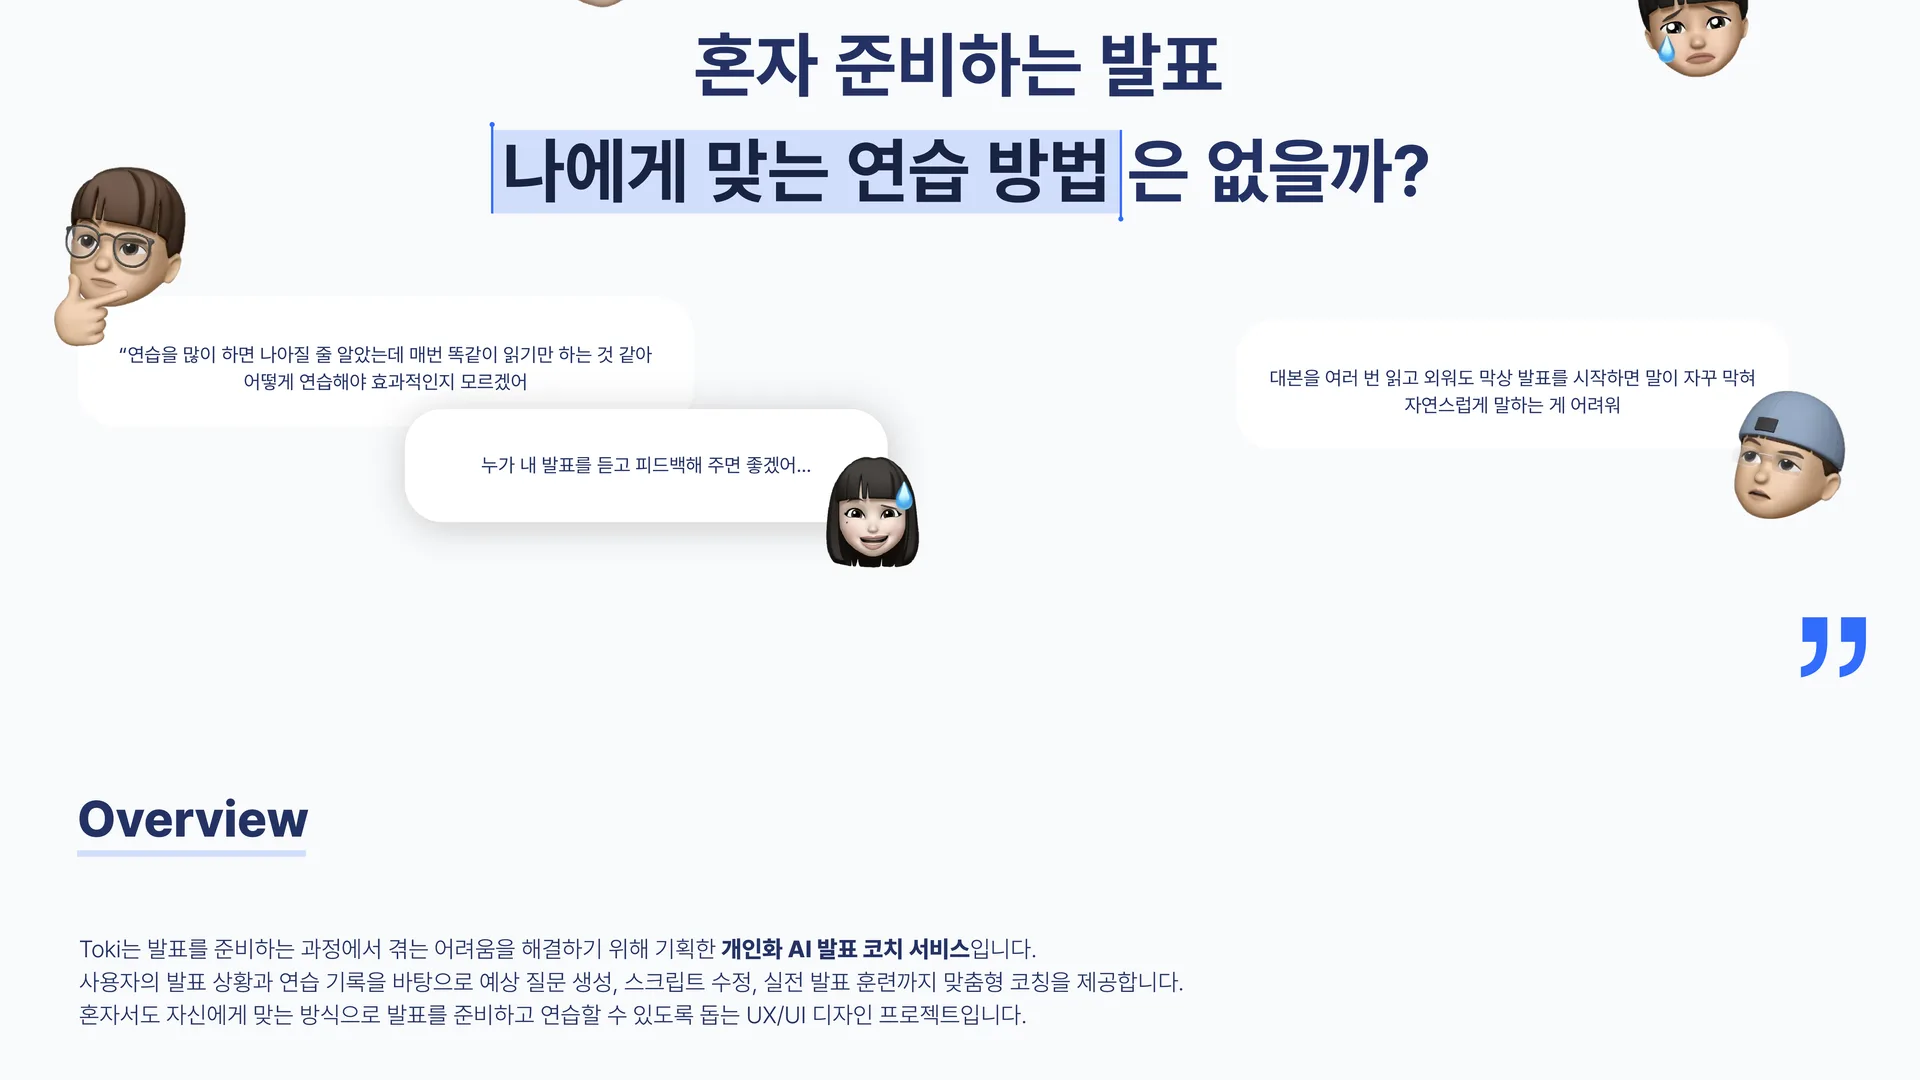 혼자 준비하는 발표
나에게 맞는 연습 방법은 없을까?
“연습을 많이 하면 나아질 줄 알았는데 매번 똑같이 읽기만 하는 것 같아
어떻게 연습해야 효과적인지 모르겠어
대본을 여러 번 읽고 외워도 막상 발표를 시작하면 말이 자꾸 막혀
자연스럽게 말하는 게 어려워
누가 내 발표를 듣고 피드백해 주면 좋겠어...
”
Overview
Toki는 발표를 준비하는 과정에서 겪는 어려움을 해결하기 위해 기획한 개인화 AI 발표 코치 서비스입니다.
사용자의 발표 상황과 연습 기록을 바탕으로 예상 질문 생성, 스크립트 수정, 실전 발표 훈련까지 맞춤형 코칭을 제공합니다.
혼자서도 자신에게 맞는 방식으로 발표를 준비하고 연습할 수 있도록 돕는 UX/UI 디자인 프로젝트입니다.